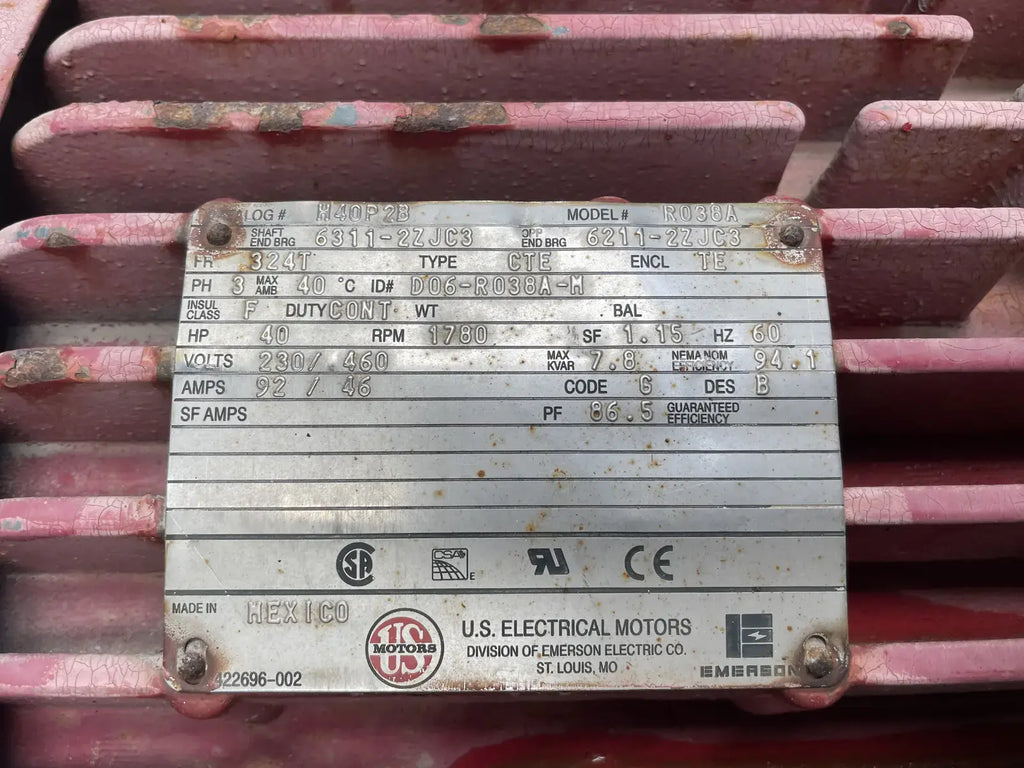 LOG # M40P2B MODEL # R038A
SHAFT END BRG 6311-2ZJC3 OPP END BRG 6211-2ZJC3
FR 324T TYPE CTE ENCL TE
PH 3 MAX AMB 40 °C ID# D06-R038A-M
INSUL CLASS F DUTY CONT WT BAL
HP 40 RPM 1780 SF 1.15 HZ 60
VOLTS 230/ 460 MAX KVAR 7.8 NEMA NOM EFFICIENCY 94.1
AMPS 92 / 46 CODE G DES B
SF AMPS PF 86.5 GUARANTEED EFFICIENCY
SA CSA E RU CE
MADE IN MEXICO
US MOTORS
U.S. ELECTRICAL MOTORS
DIVISION OF EMERSON ELECTRIC CO.
ST. LOUIS, MO
EMERSON
422696-002